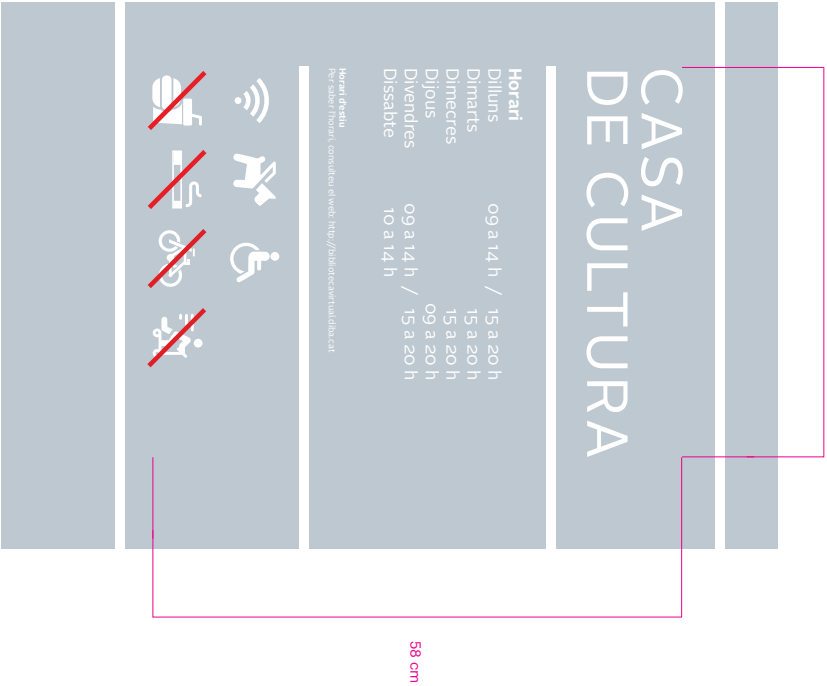 CASA
DE CULTURA
Horari
Dilluns 09 a 14 h / 15 a 20 h
Dimarts 15 a 20 h
Dimecres 15 a 20 h
Dijous 09 a 20 h
Divendres 09 a 14 h / 15 a 20 h
Dissabte 10 a 14 h
Horari d'estiu
Per saber l'horari, consulteu el web: http://bibliotecavirtual.diba.cat
58 cm